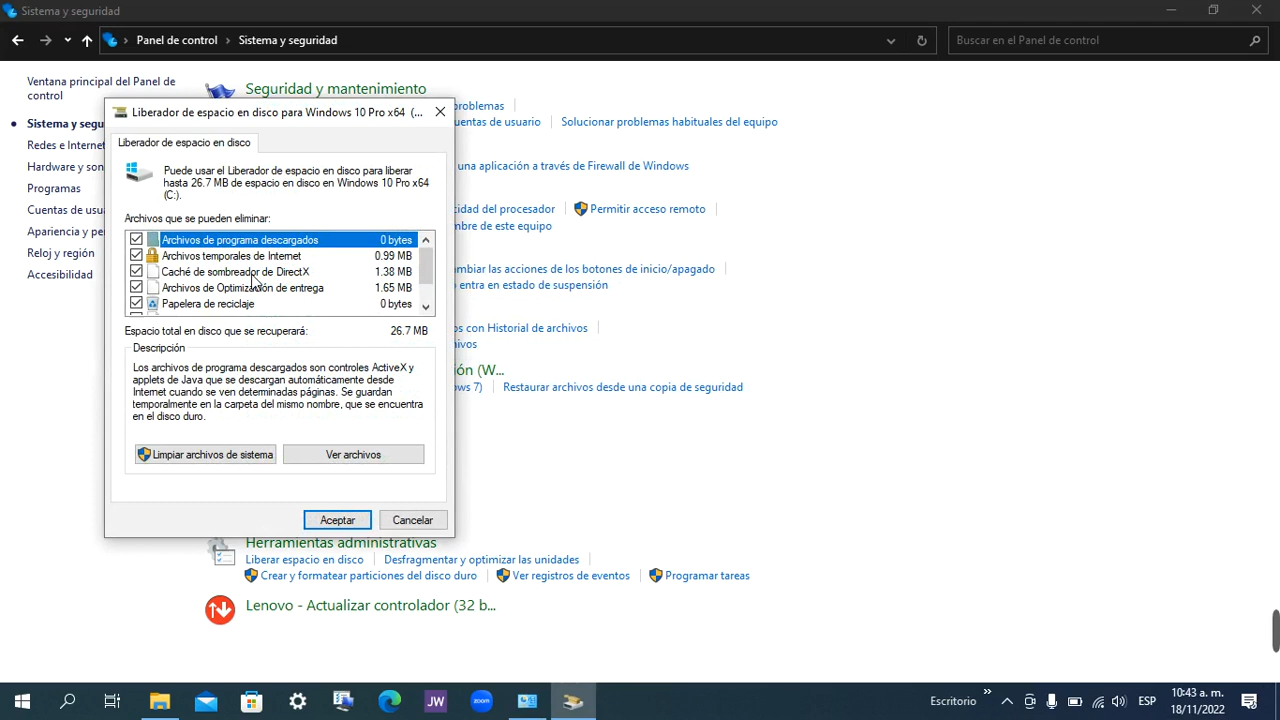 Sistema y seguridad
Panel de control › Sistema y seguridad
Buscar en el Panel de control
Ventana principal del Panel de
control
Sistema y segu
Redes e Internet
Hardware y son
Programas
Cuentas de usua
Apariencia y pe
Reloj y región
Accesibilidad
Seguridad y mantenimiento
problemas
uentas de usuario
Solucionar problemas habituales del equipo
una aplicación a través de Firewall de Windows
cidad del procesador
Permitir acceso remoto
mbre de este equipo
mbiar las acciones de los botones de inicio/apagado
entra en estado de suspensión
os con Historial de archivos
ivos
ión (W...
ows 7)
Restaurar archivos desde una copia de seguridad
Liberador de espacio en disco para Windows 10 Pro x64 (...
Liberador de espacio en disco
Puede usar el Liberador de espacio en disco para liberar
hasta 26.7 MB de espacio en disco en Windows 10 Pro x64
(C:).
Archivos que se pueden eliminar:
Archivos de programa descargados 0 bytes
Archivos temporales de Internet 0.99 MB
Caché de sombreador de DirectX 1.38 MB
Archivos de Optimización de entrega 1.65 MB
Papelera de reciclaje 0 bytes
Espacio total en disco que se recuperará: 26.7 MB
Descripción
Los archivos de programa descargados son controles ActiveX y
applets de Java que se descargan automáticamente desde
Internet cuando se ven determinadas páginas. Se guardan
temporalmente en la carpeta del mismo nombre, que se encuentra
en el disco duro.
Limpiar archivos de sistema
Ver archivos
Aceptar
Cancelar
Herramientas administrativas
Liberar espacio en disco
Desfragmentar y optimizar las unidades
Crear y formatear particiones del disco duro
Ver registros de eventos
Programar tareas
Lenovo - Actualizar controlador (32 b...
JW
zoom
Escritorio
ESP
10:43 a. m.
18/11/2022